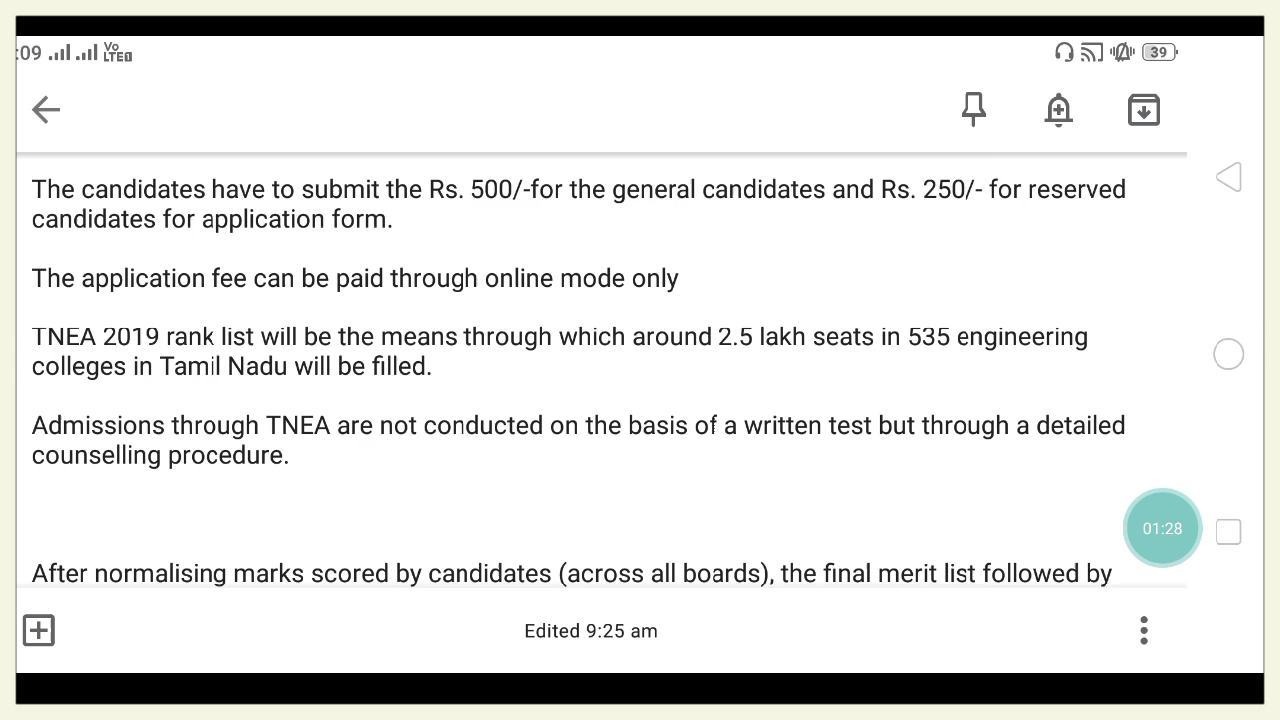 :09 Vo LTE
39
The candidates have to submit the Rs. 500/-for the general candidates and Rs. 250/- for reserved
candidates for application form.
The application fee can be paid through online mode only
TNEA 2019 rank list will be the means through which around 2.5 lakh seats in 535 engineering
colleges in Tamil Nadu will be filled.
Admissions through TNEA are not conducted on the basis of a written test but through a detailed
counselling procedure.
01:28
After normalising marks scored by candidates (across all boards), the final merit list followed by
Edited 9:25 am